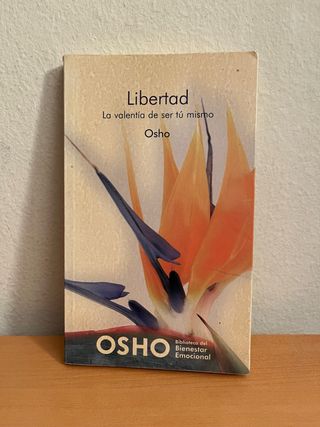 Libertad
La valentía de ser tú mismo
Osho
OSHO
Biblioteca del
Bienestar
Emocional